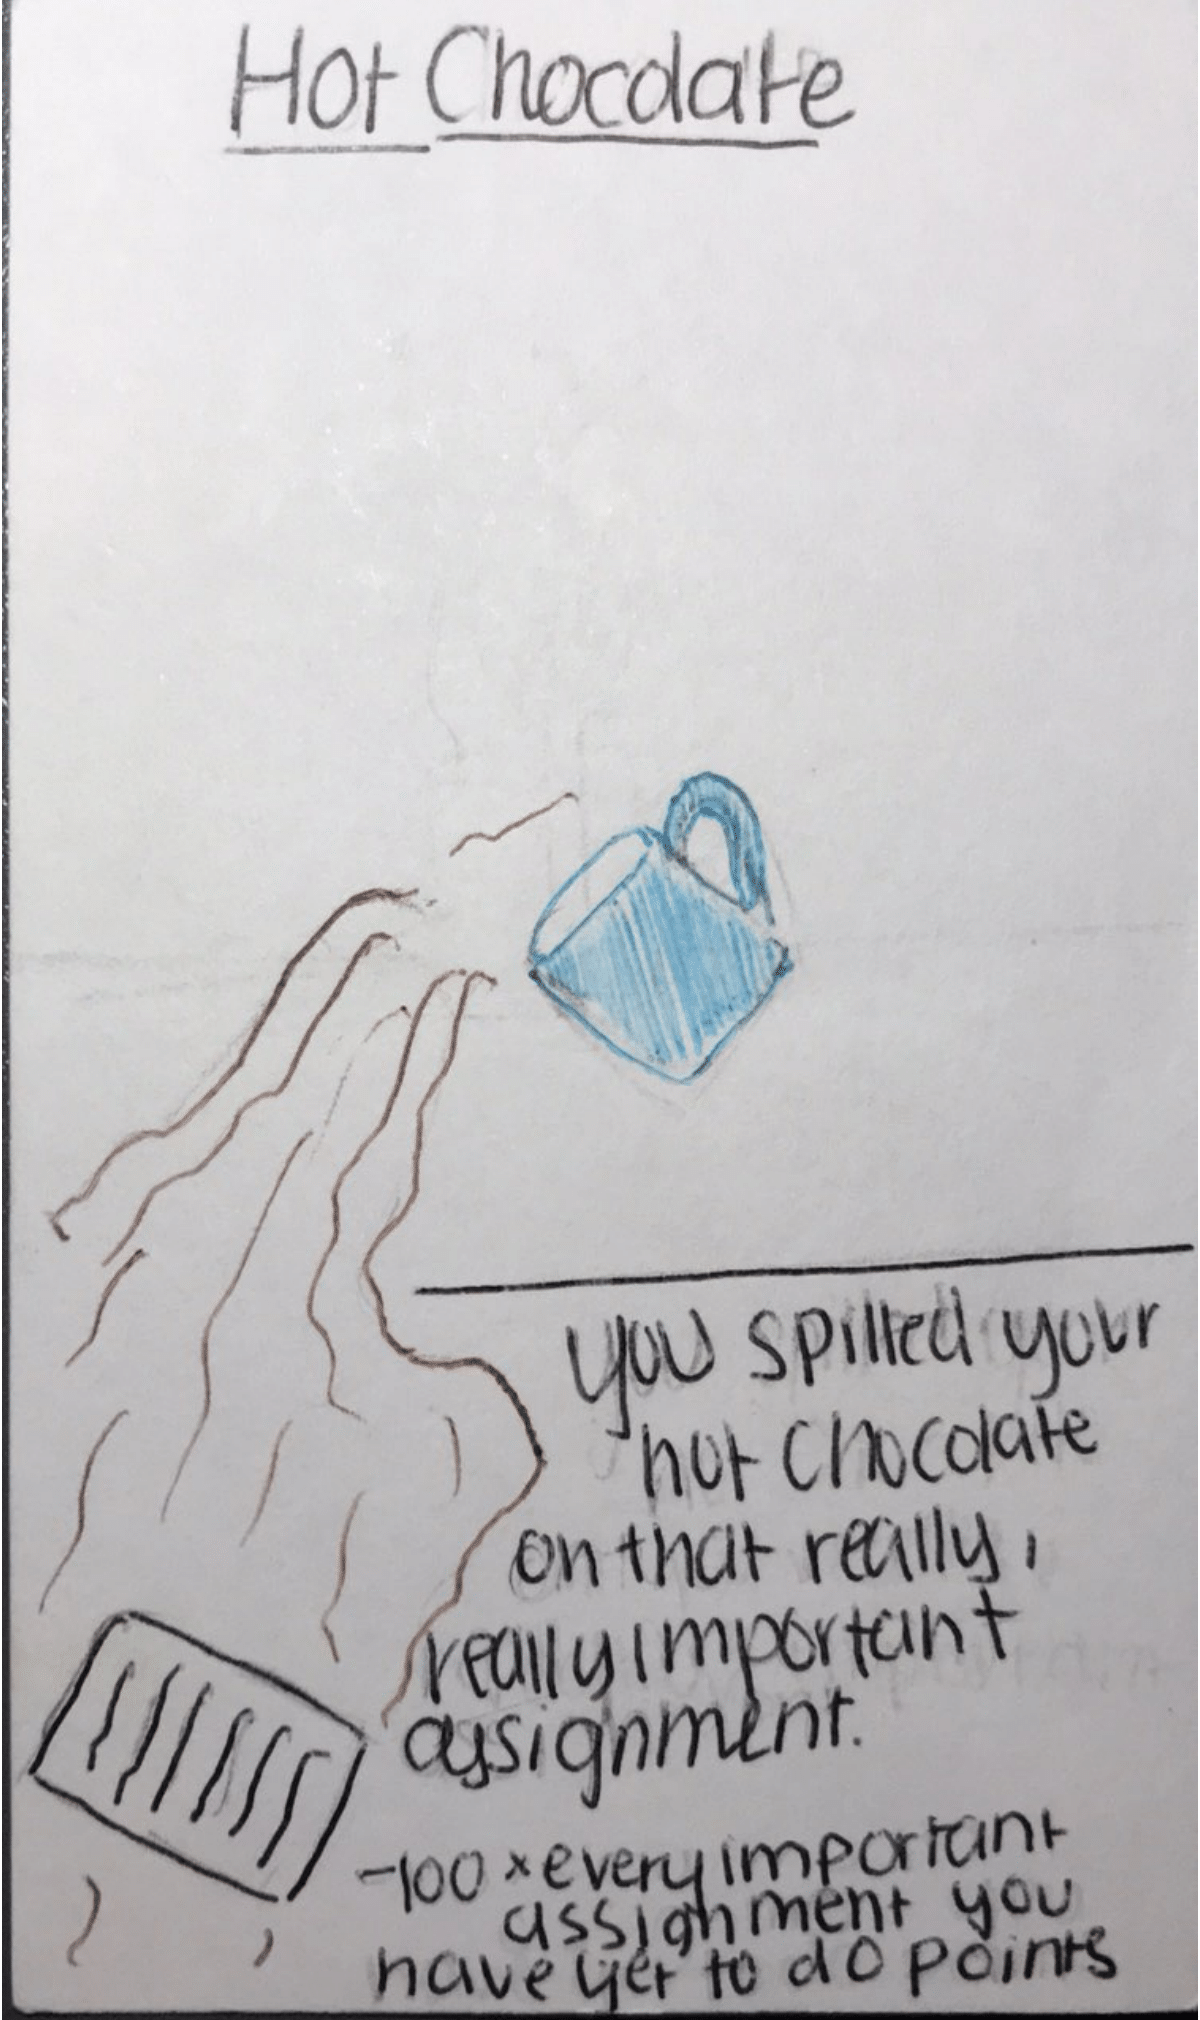 Hot Chocolate
you spilled your
hot chocolate
on that really,
really important
assignment.
-100 × every important
assignment you
have yet to do points